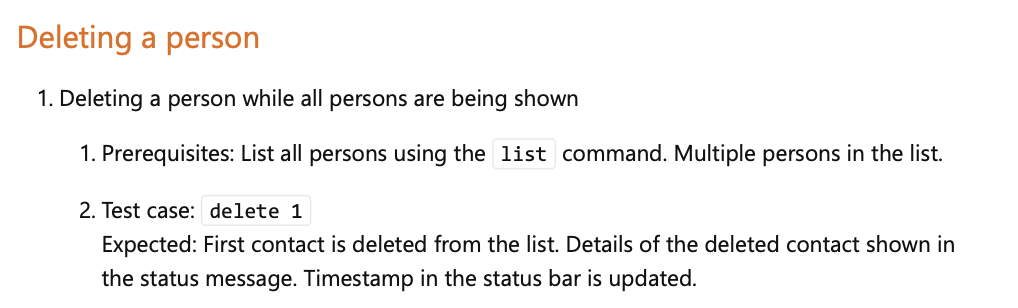 Deleting a person
1. Deleting a person while all persons are being shown
1. Prerequisites: List all persons using the list command. Multiple persons in the list.
2. Test case: delete 1
Expected: First contact is deleted from the list. Details of the deleted contact shown in
the status message. Timestamp in the status bar is updated.